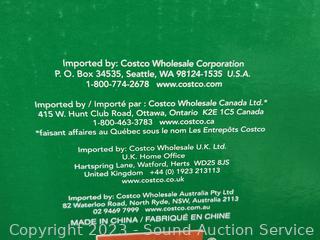 Imported by: Costco Wholesale Corporation
P. O. Box 34535, Seattle, WA 98124-1535 U.S.A.
1-800-774-2678 www.costco.com
Imported by / Importé par : Costco Wholesale Canada Ltd.*
415 W. Hunt Club Road, Ottawa, Ontario K2E 1C5 Canada
1-800-463-3783 www.costco.ca
*faisant affaires au Québec sous le nom Les Entrepôts Costco
Imported by: Costco Wholesale U.K. Ltd.
U.K. Home Office
Hartspring Lane, Watford, Herts WD25 8JS
United Kingdom +44 (0) 1923 213113
www.costco.co.uk
Imported by: Costco Wholesale Australia Pty Ltd
82 Waterloo Road, North Ryde, NSW, Australia 2113
02 9469 7999 www.costco.com.au
MADE IN CHINA / FABRIQUÉ EN CHINE
Copyright 2023 - Sound Auction Service